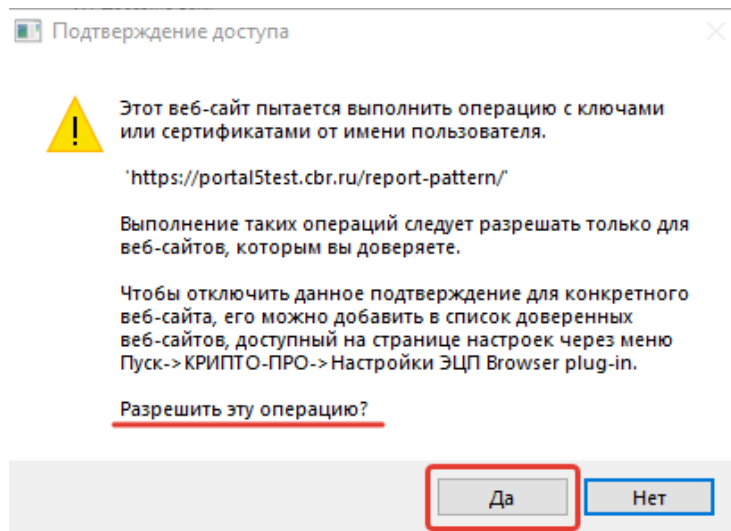 Подтверждение доступа
Этот веб-сайт пытается выполнить операцию с ключами
или сертификатами от имени пользователя.
'https://portal5test.cbr.ru/report-pattern/'
Выполнение таких операций следует разрешать только для
веб-сайтов, которым вы доверяете.
Чтобы отключить данное подтверждение для конкретного
веб-сайта, его можно добавить в список доверенных
веб-сайтов, доступный на странице настроек через меню
Пуск->КРИПТО-ПРО->Настройки ЭЦП Browser plug-in.
Разрешить эту операцию?
Да Нет